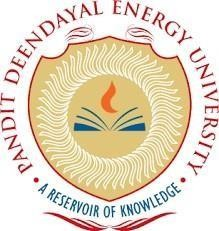 PANDIT DEENDAYAL ENERGY UNIVERSITY
• A RESERVOIR OF KNOWLEDGE •